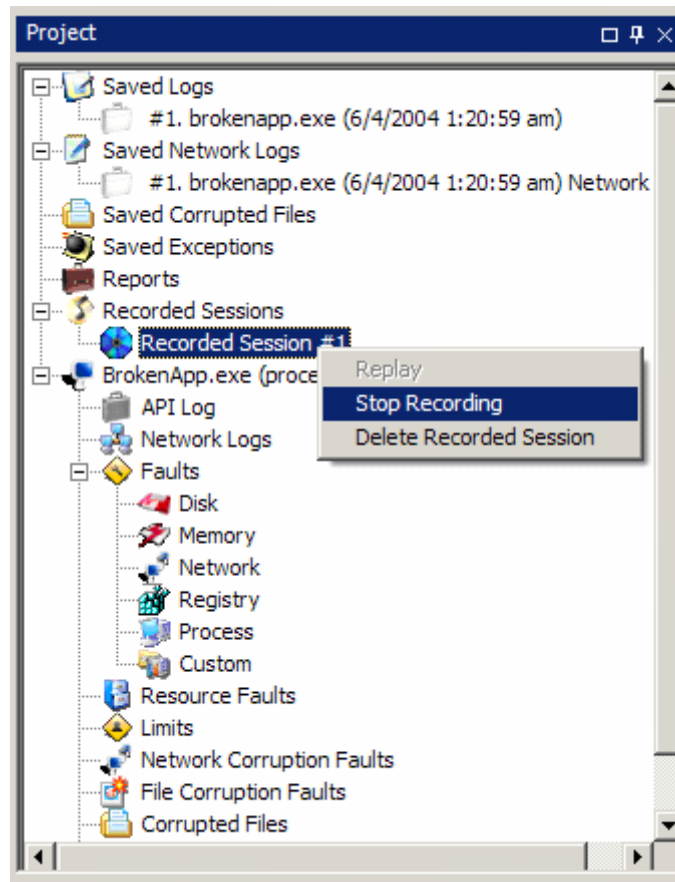 Project
Saved Logs
#1. brokenapp.exe (6/4/2004 1:20:59 am)
Saved Network Logs
#1. brokenapp.exe (6/4/2004 1:20:59 am) Network
Saved Corrupted Files
Saved Exceptions
Reports
Recorded Sessions
Recorded Session #1
BrokenApp.exe (proce
Replay
Stop Recording
Delete Recorded Session
API Log
Network Logs
Faults
Disk
Memory
Network
Registry
Process
Custom
Resource Faults
Limits
Network Corruption Faults
File Corruption Faults
Corrupted Files